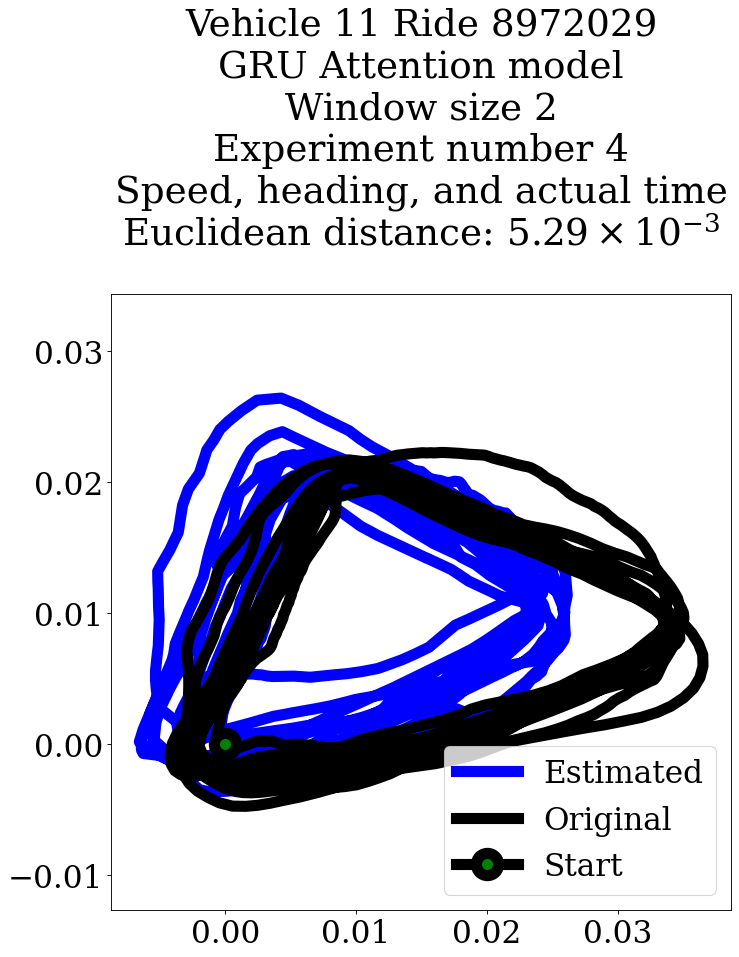 Vehicle 11 Ride 8972029
GRU Attention model
Window size 2
Experiment number 4
Speed, heading, and actual time
Euclidean distance: 5.29 × 10⁻³
0.03
0.02
0.01
0.00
−0.01
Estimated
Original
Start
0.00 0.01 0.02 0.03